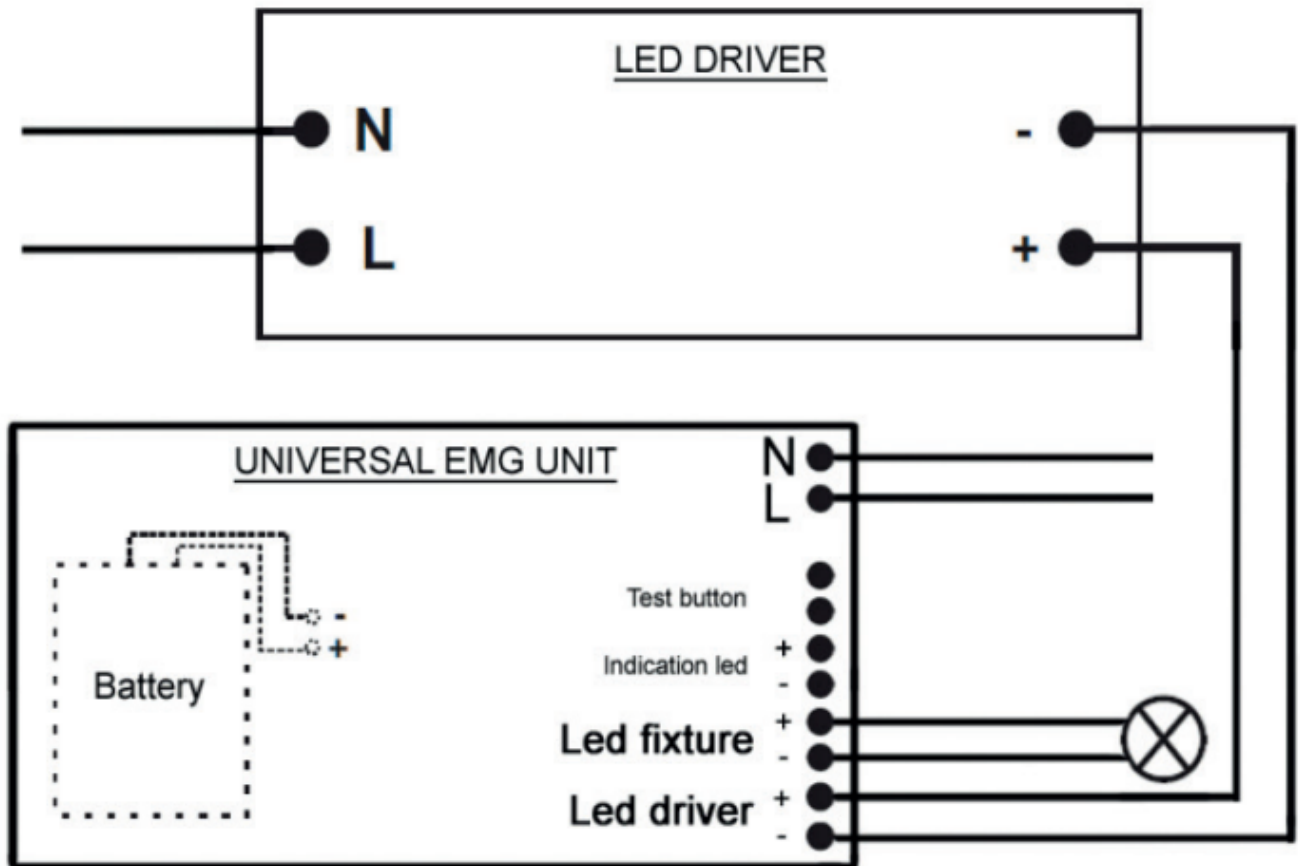 LED DRIVER
N
-
L
+
UNIVERSAL EMG UNIT
N
L
Test button
-
+
+
Indication led
-
Battery
+
Led fixture
-
+
Led driver
-